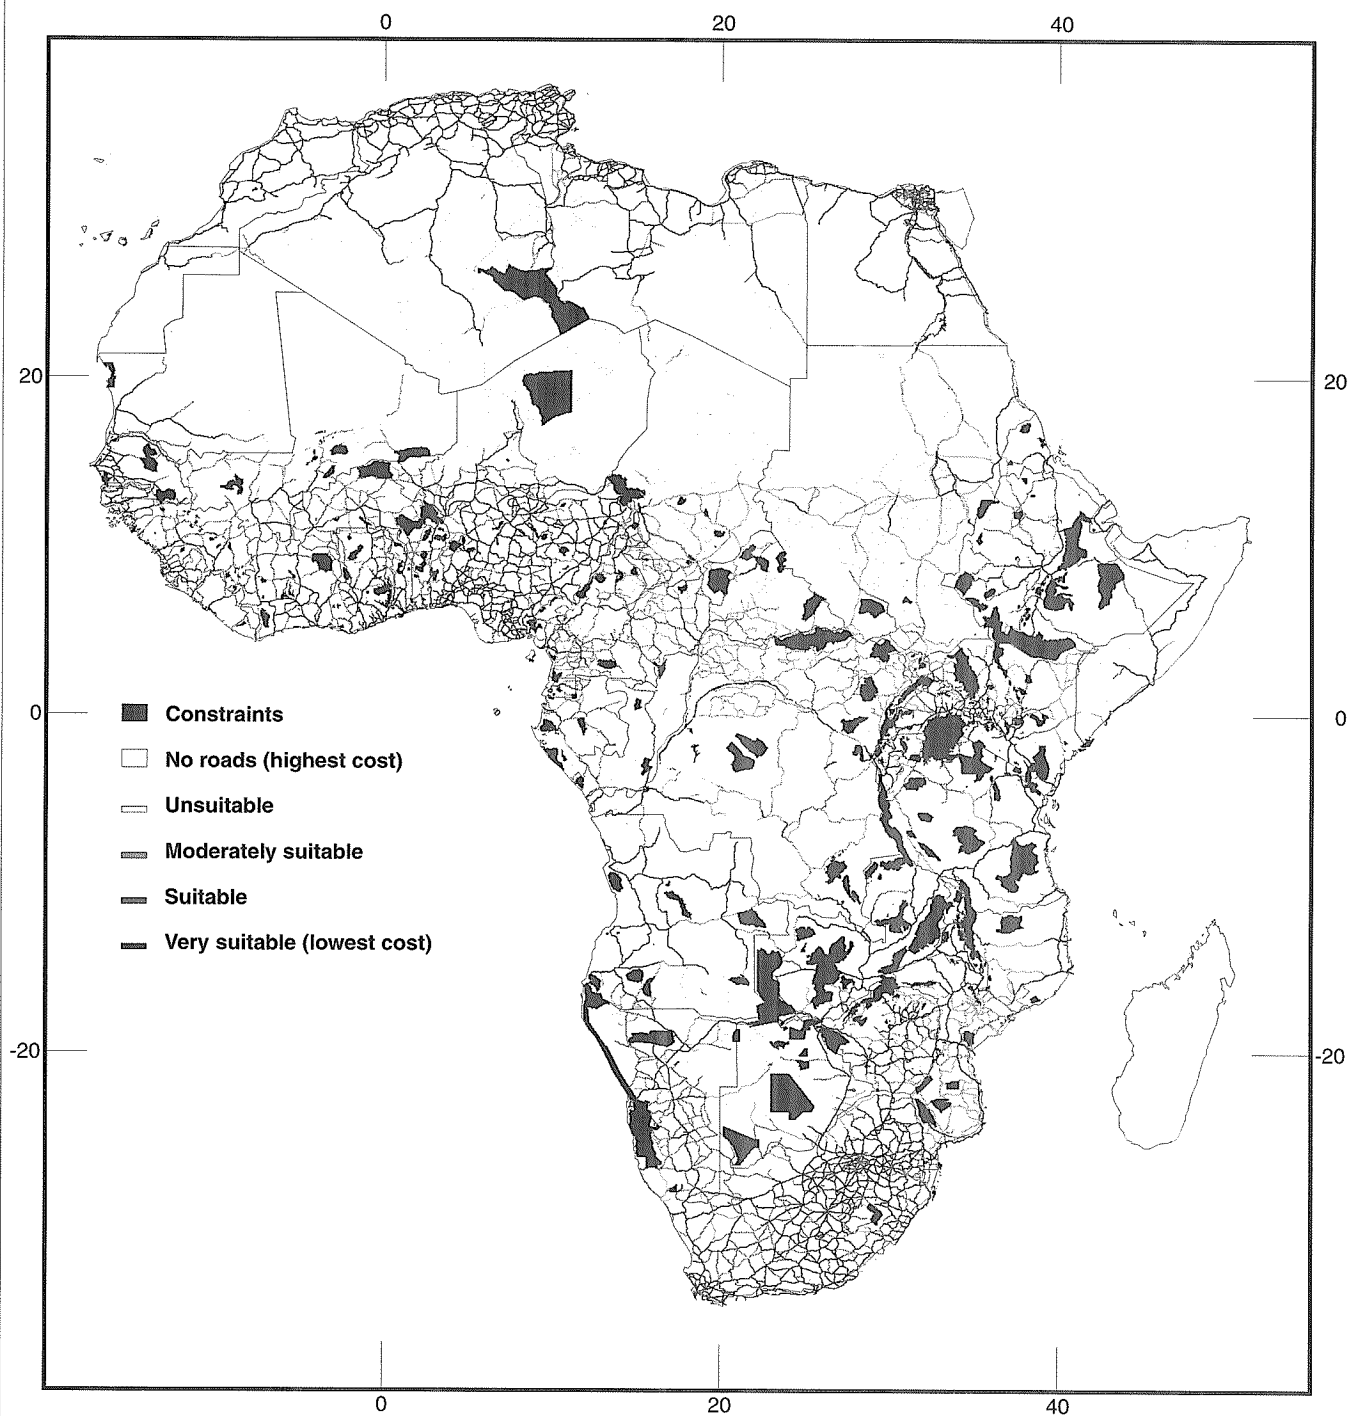 0 20 40
20 20
Constraints
0 0
No roads (highest cost)
Unsuitable
Moderately suitable
Suitable
Very suitable (lowest cost)
-20 -20
0 20 40